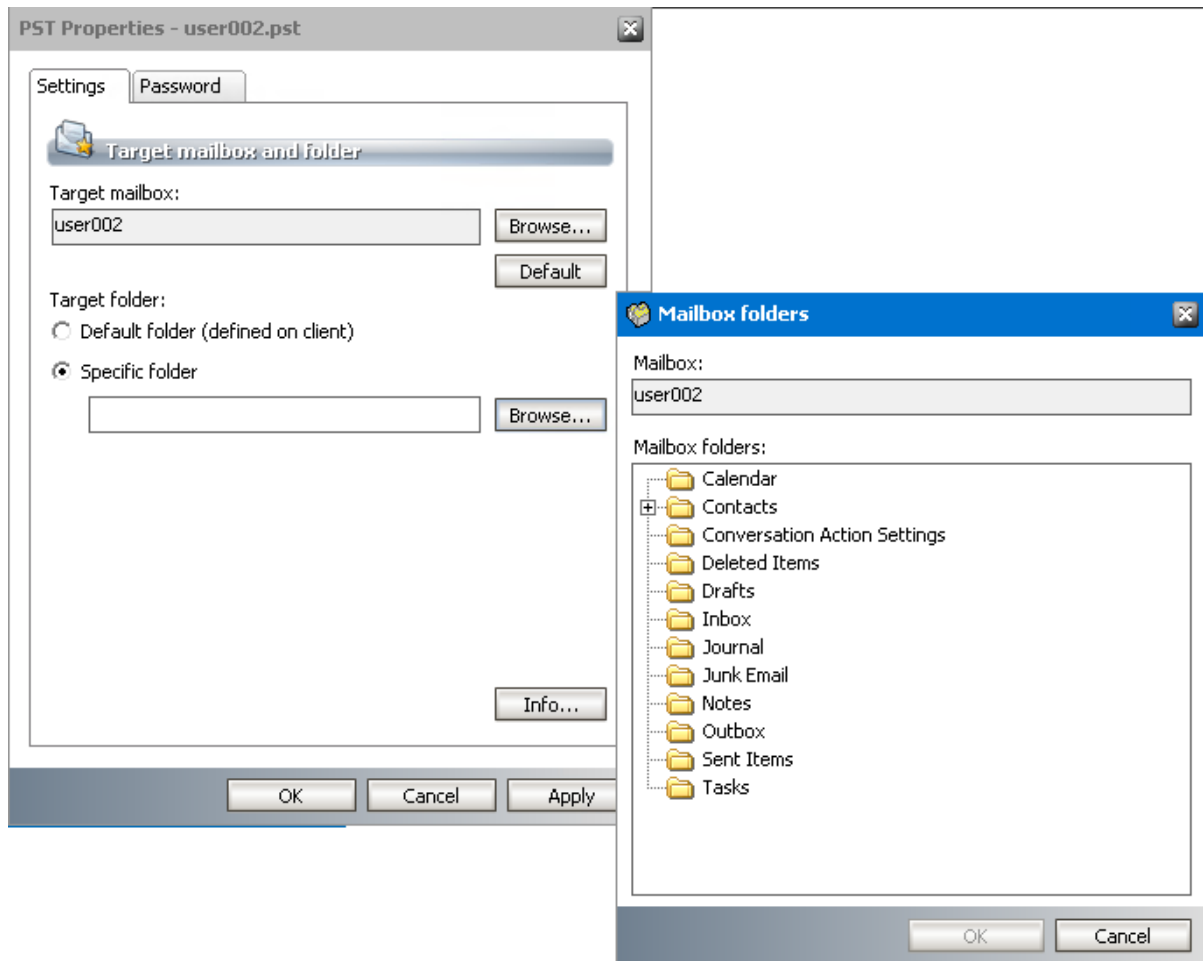 PST Properties - user002.pst
Settings
Password
Target mailbox and folder
Target mailbox:
user002
Browse...
Default
Target folder:
Default folder (defined on client)
Specific folder
Browse...
Info...
OK
Cancel
Apply
Mailbox folders
Mailbox:
user002
Mailbox folders:
Calendar
Contacts
Conversation Action Settings
Deleted Items
Drafts
Inbox
Journal
Junk Email
Notes
Outbox
Sent Items
Tasks
OK
Cancel